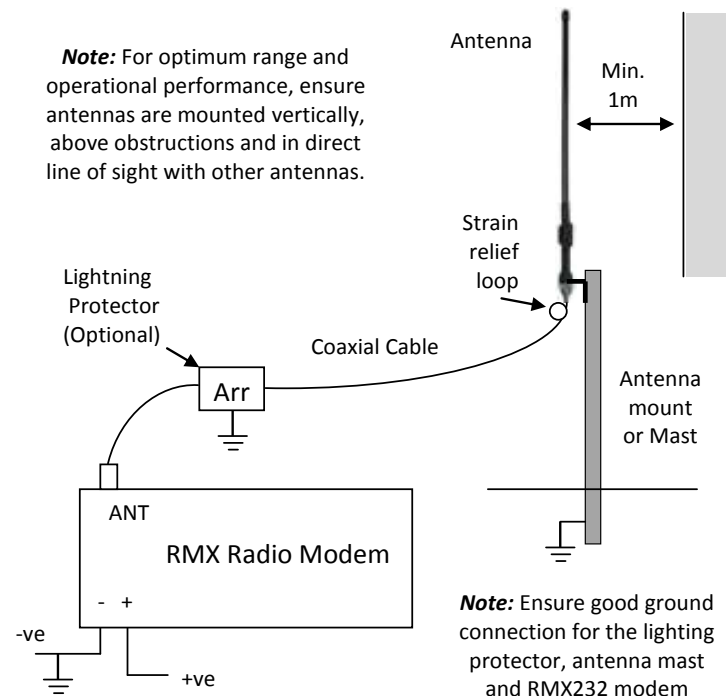 Note: For optimum range and
operational performance, ensure
antennas are mounted vertically,
above obstructions and in direct
line of sight with other antennas.
Antenna
Min.
1m
Strain
relief
loop
Lightning
Protector
(Optional)
Coaxial Cable
Arr
Antenna
mount
or Mast
ANT
RMX Radio Modem
- +
-ve
+ve
Note: Ensure good ground
connection for the lighting
protector, antenna mast
and RMX232 modem